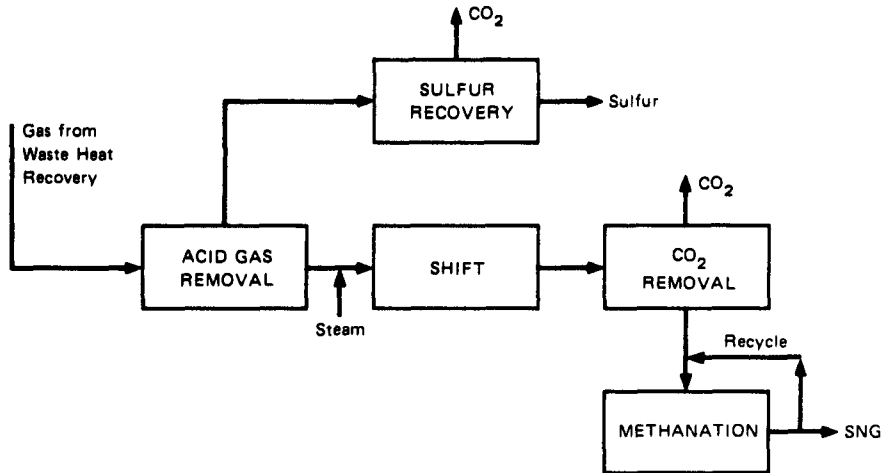 CO₂
SULFUR
RECOVERY
Sulfur
Gas from
Waste Heat
Recovery
CO₂
ACID GAS
REMOVAL
SHIFT
CO₂
REMOVAL
Steam
Recycle
METHANATION
SNG